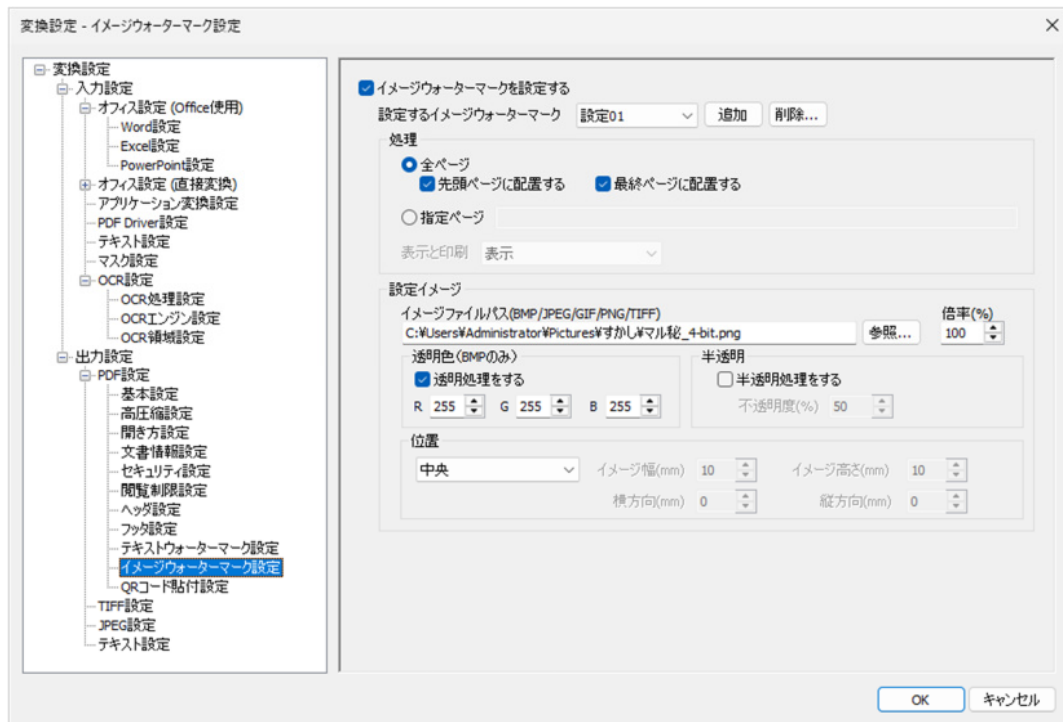 変換設定 - イメージウォーターマーク設定
変換設定
入力設定
オフィス設定 (Office使用)
Word設定
Excel設定
PowerPoint設定
オフィス設定 (直接変換)
アプリケーション変換設定
PDF Driver設定
テキスト設定
マスク設定
OCR設定
OCR処理設定
OCRエンジン設定
OCR領域設定
出力設定
PDF設定
基本設定
高圧縮設定
開き方設定
文書情報設定
セキュリティ設定
閲覧制限設定
ヘッダ設定
フッタ設定
テキストウォーターマーク設定
イメージウォーターマーク設定
QRコード貼付設定
TIFF設定
JPEG設定
テキスト設定
イメージウォーターマークを設定する
設定するイメージウォーターマーク 設定01 追加 削除...
処理
全ページ
先頭ページに配置する 最終ページに配置する
指定ページ
表示と印刷 表示
設定イメージ
イメージファイルパス(BMP/JPEG/GIF/PNG/TIFF) 倍率(%)
C:¥Users¥Administrator¥Pictures¥すかし¥マル秘_4-bit.png 参照... 100
透明色(BMPのみ) 半透明
透明処理をする 半透明処理をする
R 255 G 255 B 255 不透明度(%) 50
位置
中央 イメージ幅(mm) 10 イメージ高さ(mm) 10
横方向(mm) 0 縦方向(mm) 0
OK キャンセル